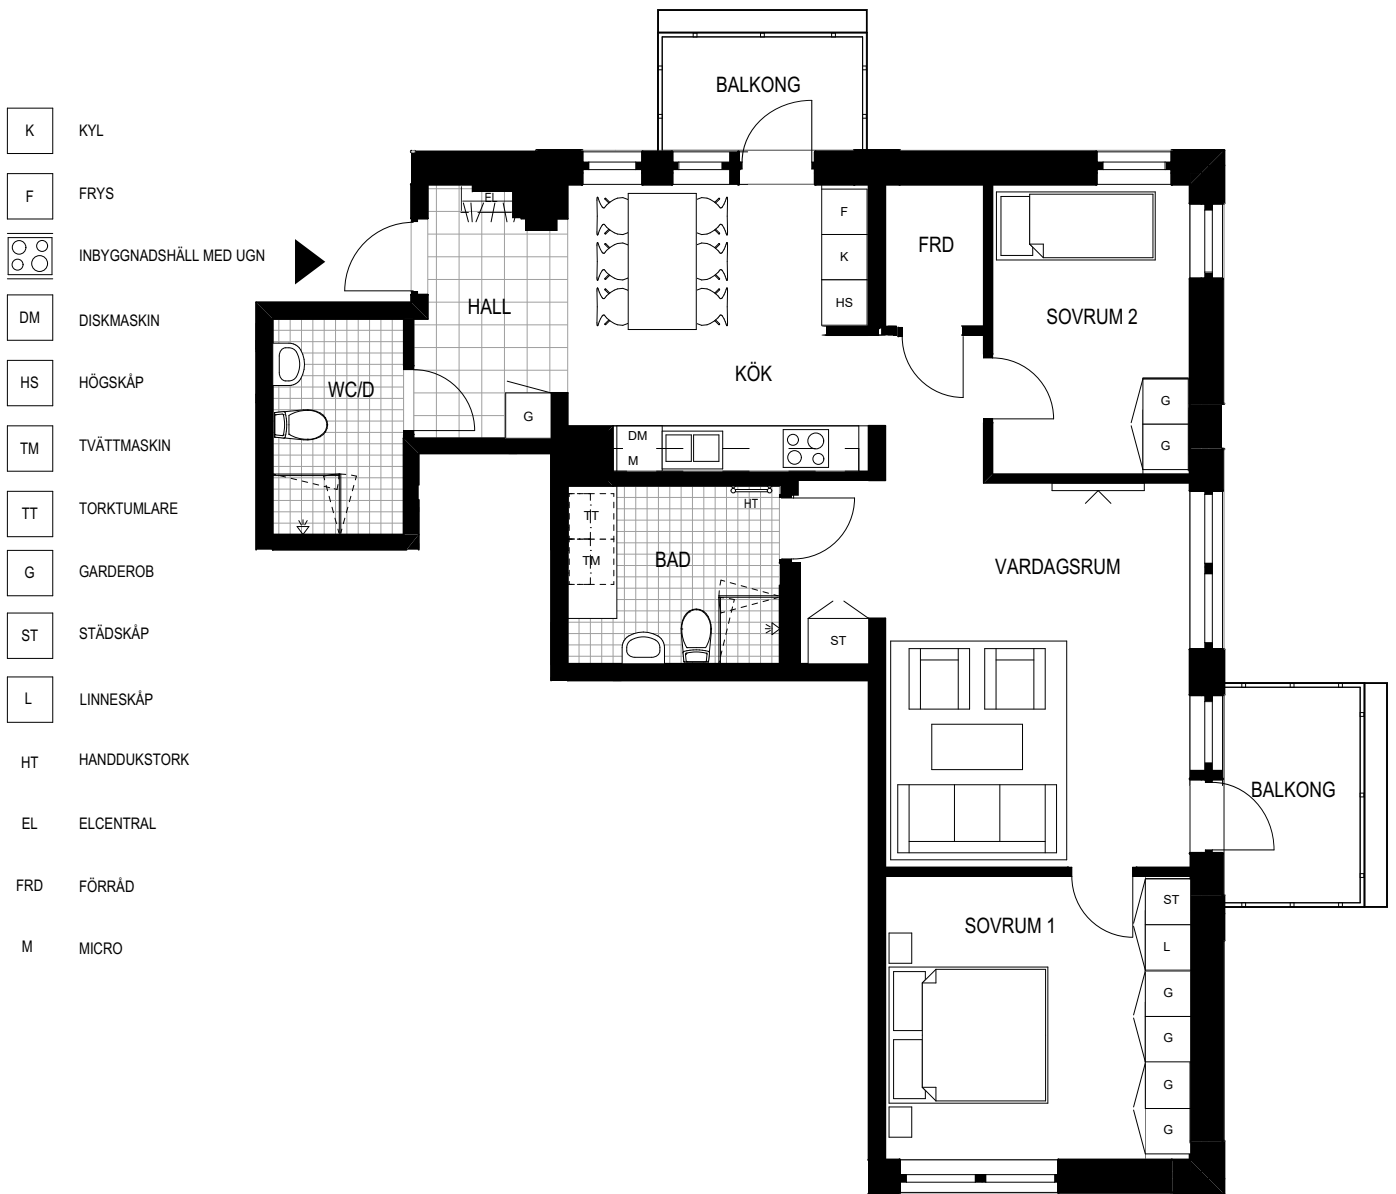 K KYL
F FRYS
INBYGGNADSHÄLL MED UGN
DM DISKMASKIN
HS HÖGSKÅP
TM TVÄTTMASKIN
TT TORKTUMLARE
G GARDEROB
ST STÄDSKÅP
L LINNESKÅP
HT HANDDUKSTORK
EL ELCENTRAL
FRD FÖRRÅD
M MICRO
BALKONG
EL
F
K
HS
FRD
HALL
SOVRUM 2
KÖK
WC/D
G
G
G
DM
M
HT
TT
TM
BAD
VARDAGSRUM
ST
BALKONG
SOVRUM 1
ST
L
G
G
G
G